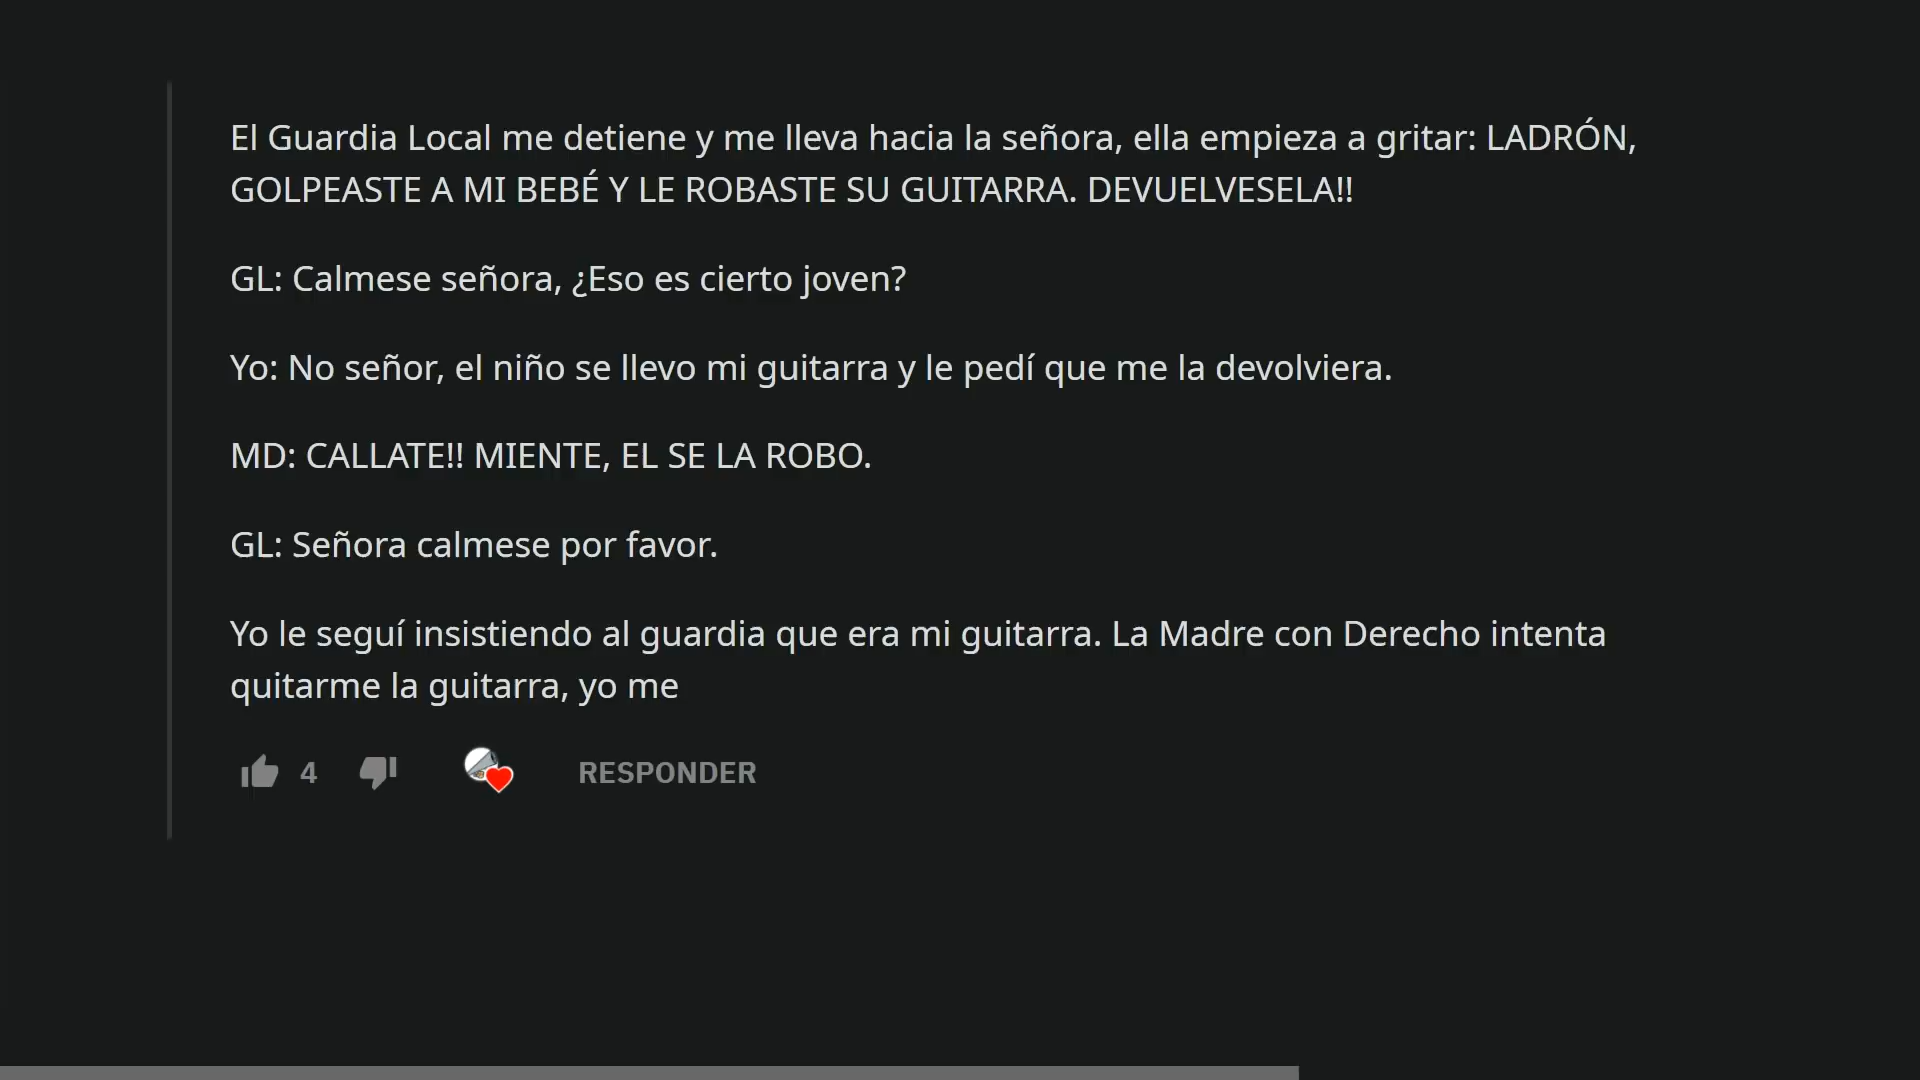 El Guardia Local me detiene y me lleva hacia la señora, ella empieza a gritar: LADRÓN,
GOLPEASTE A MI BEBÉ Y LE ROBASTE SU GUITARRA. DEVUELVESELA!!
GL: Calmese señora, ¿Eso es cierto joven?
Yo: No señor, el niño se llevo mi guitarra y le pedí que me la devolviera.
MD: CALLATE!! MIENTE, EL SE LA ROBO.
GL: Señora calmese por favor.
Yo le seguí insistiendo al guardia que era mi guitarra. La Madre con Derecho intenta
quitarme la guitarra, yo me
4 RESPONDER